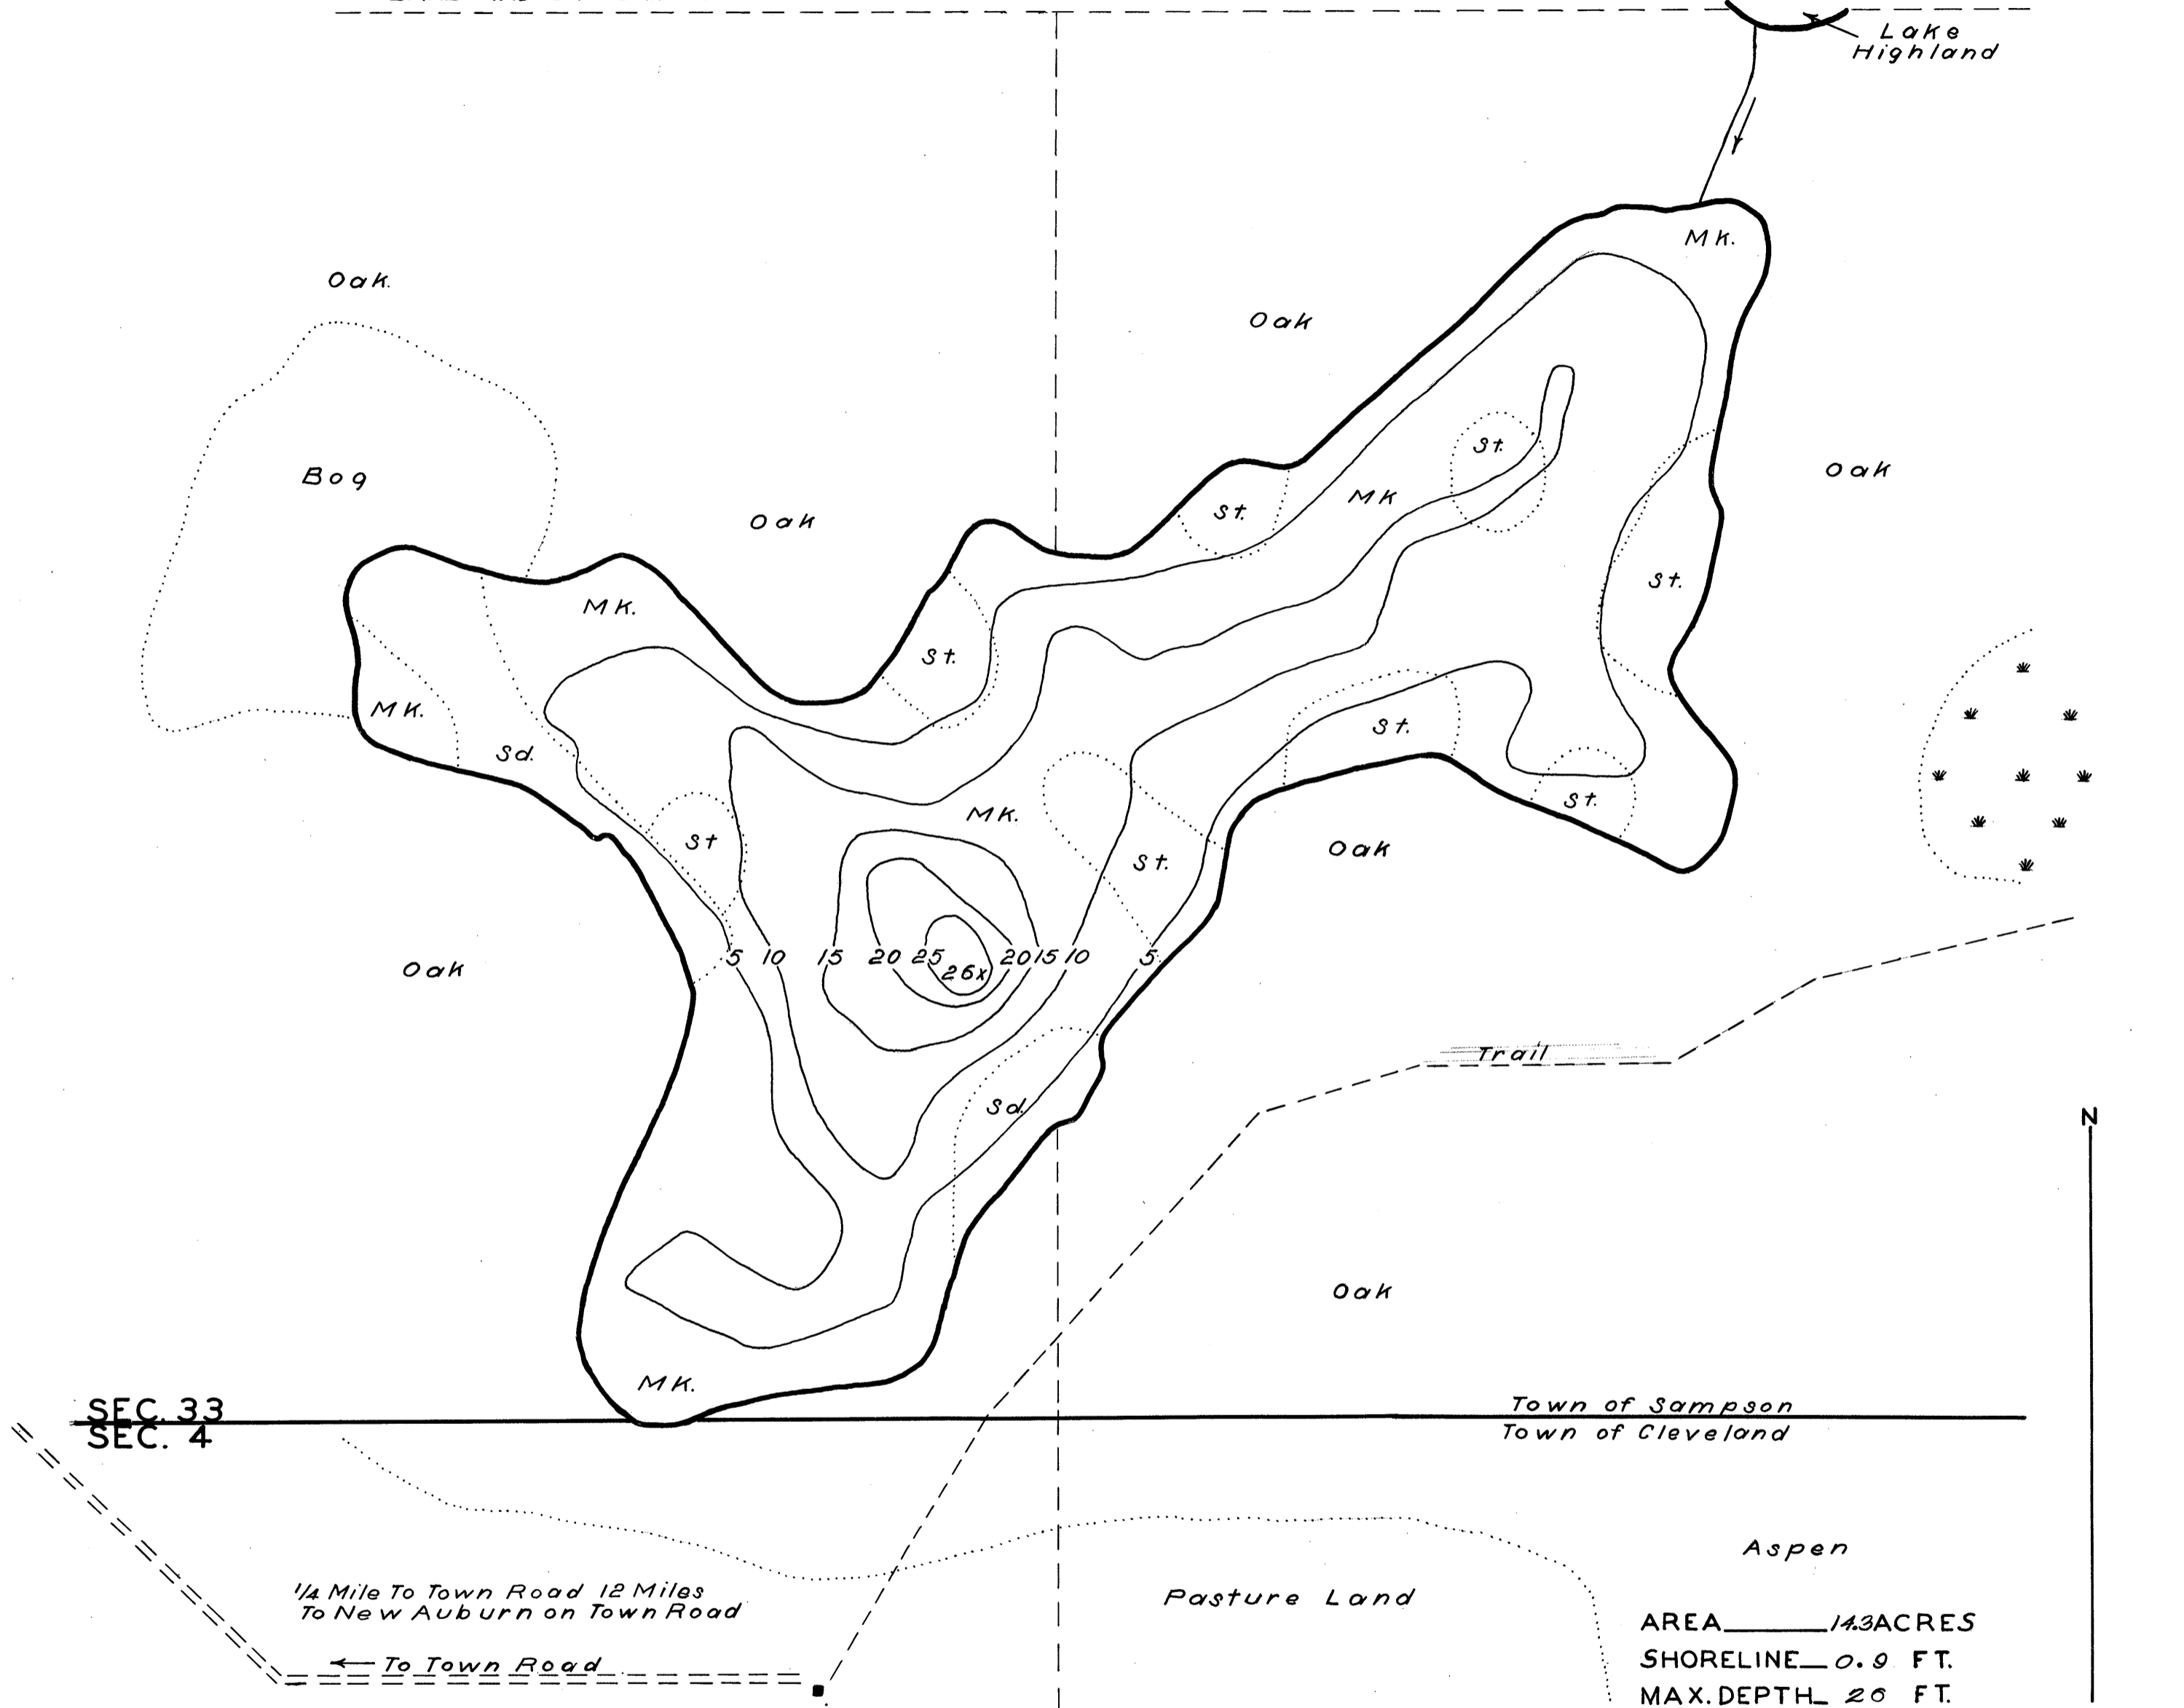 Lake
Highland
MK.
Oak.
Oak
St.
Oak
Bog
MK
St.
Oak
St.
MK.
St.
St.
MK.
Sd.
St.
St.
MK.
St
St.
Oak
Oak
5 10 15 20 25 20 15 10 5
26x
Trail
Sd.
N
Oak
MK.
SEC. 33
Town of Sampson
SEC. 4
Town of Cleveland
Aspen
1/4 Mile To Town Road 12 Miles
To New Auburn on Town Road
Pasture Land
AREA 14.3 ACRES
To Town Road
SHORELINE 0.9 FT.
MAX. DEPTH 26 FT.